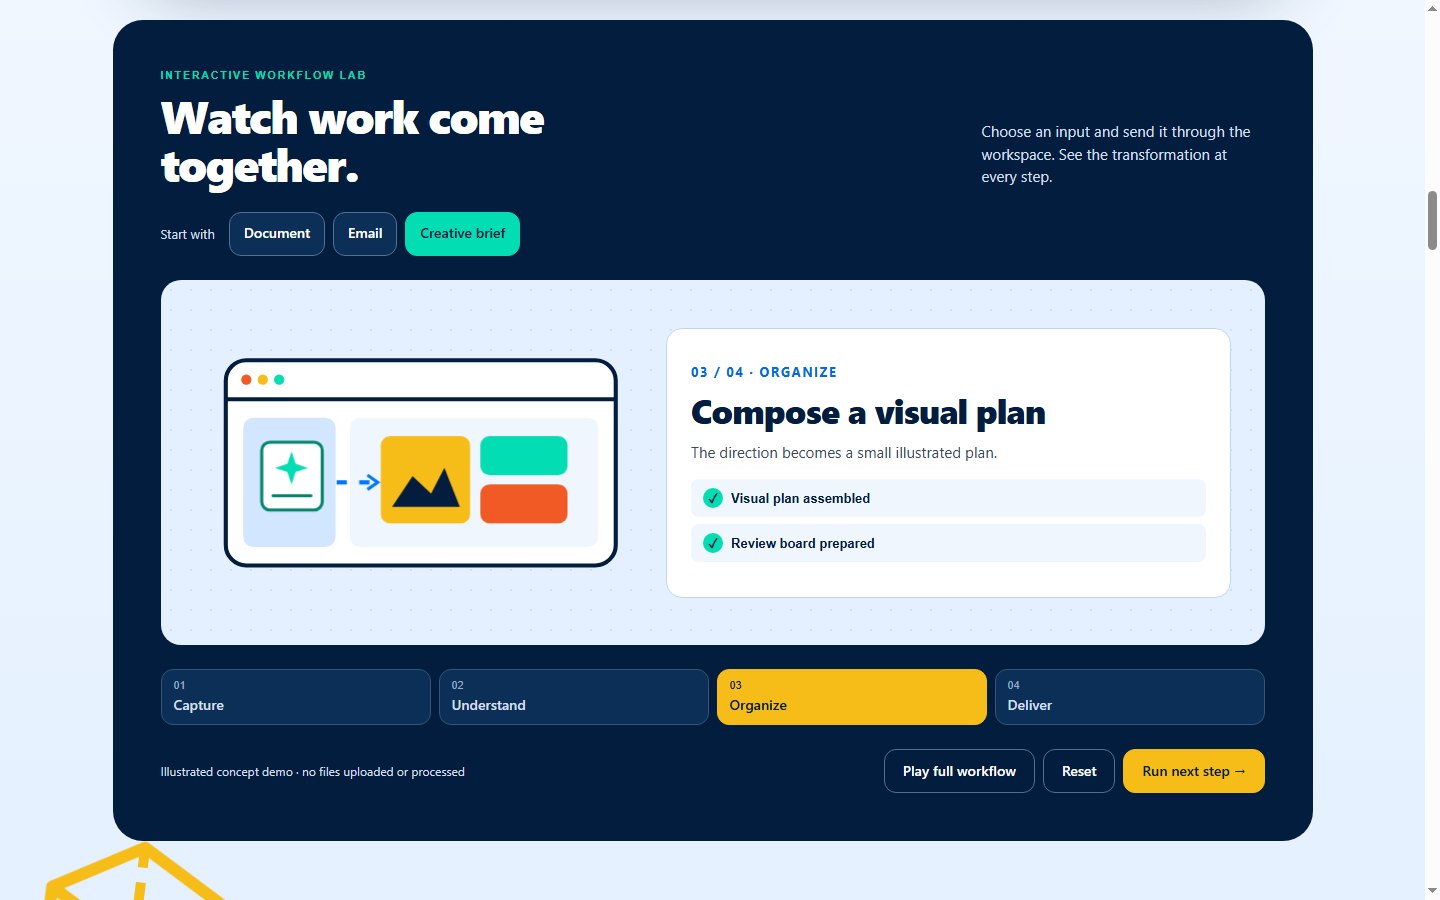 INTERACTIVE WORKFLOW LAB
Watch work come
together.
Choose an input and send it through the
workspace. See the transformation at
every step.
Start with
Document
Email
Creative brief
03 / 04 · ORGANIZE
Compose a visual plan
The direction becomes a small illustrated plan.
✓ Visual plan assembled
✓ Review board prepared
01
Capture
02
Understand
03
Organize
04
Deliver
Illustrated concept demo · no files uploaded or processed
Play full workflow
Reset
Run next step →